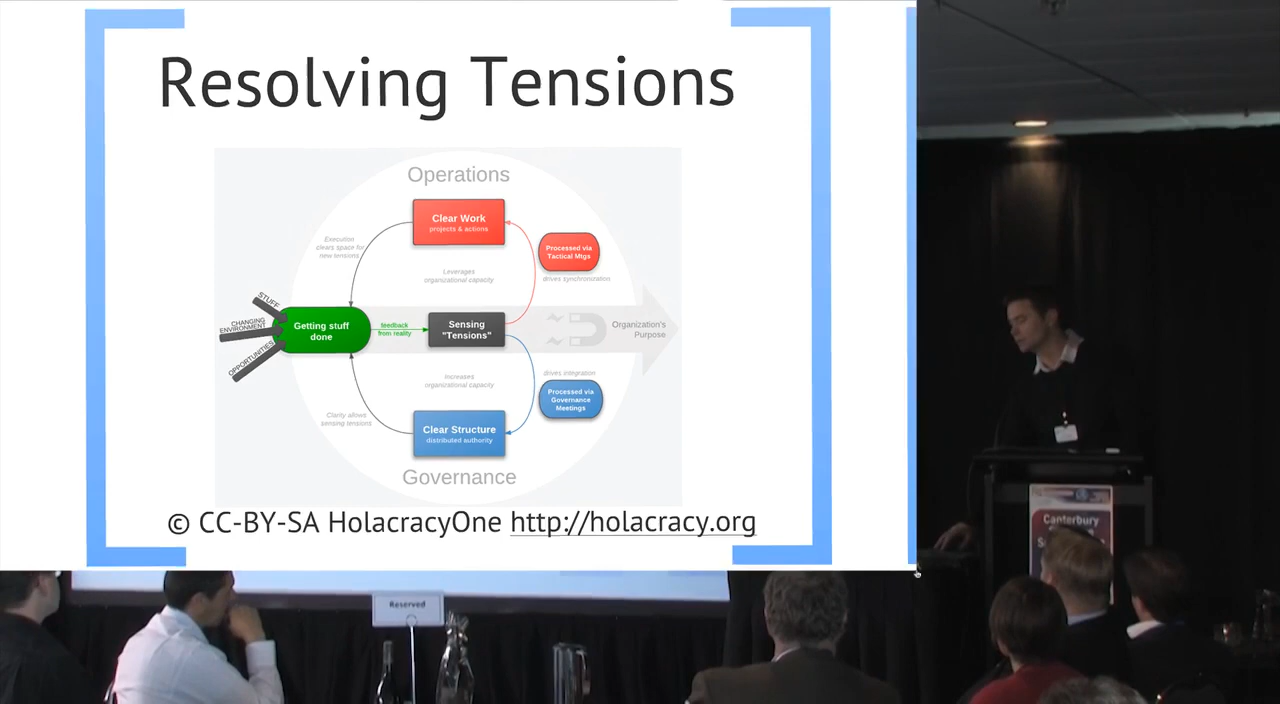 Resolving Tensions
Operations
Clear Work
projects & actions
Execution
clears space for
new tensions
Processed via
Tactical Mtgs
drives synchronization
Leverages
organizational capacity
STUFF
CHANGING
ENVIRONMENT
OPPORTUNITIES
Getting stuff
done
feedback
from reality
Sensing
"Tensions"
Organization's
Purpose
Increases
organizational capacity
drives integration
Processed via
Governance
Meetings
Clarity allows
sensing tensions
Clear Structure
distributed authority
Governance
© CC-BY-SA HolacracyOne http://holacracy.org
Reserved
Canterbury